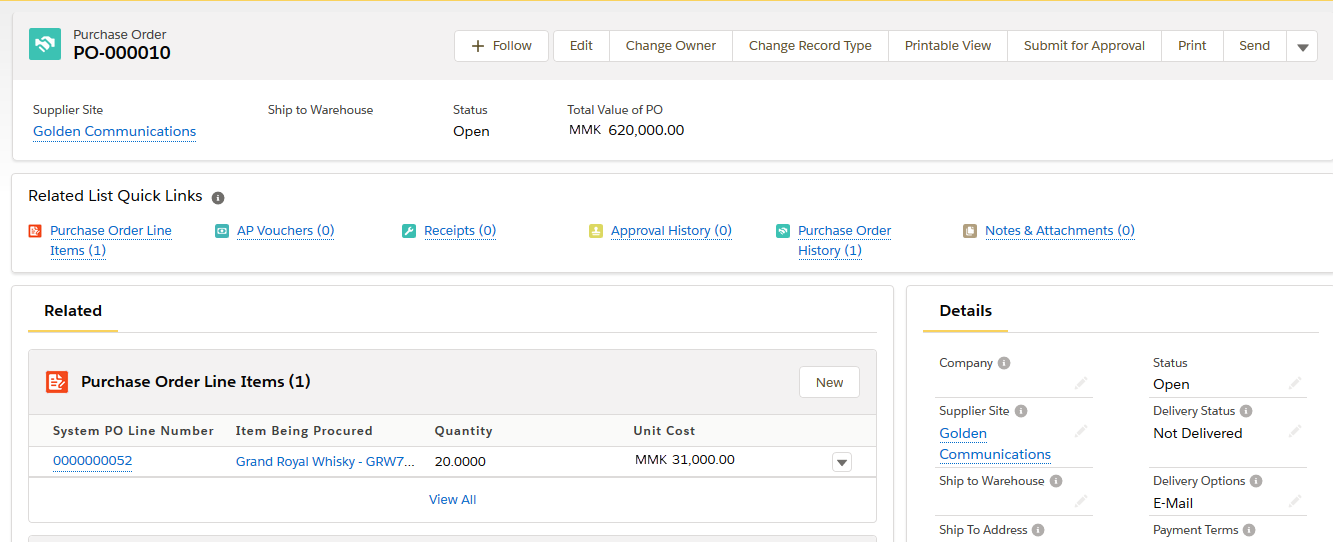 Purchase Order
PO-000010
Follow
Edit
Change Owner
Change Record Type
Printable View
Submit for Approval
Print
Send
Supplier Site
Ship to Warehouse
Status
Total Value of PO
Golden Communications
Open
MMK 620,000.00
Related List Quick Links
Purchase Order Line
Items (1)
AP Vouchers (0)
Receipts (0)
Approval History (0)
Purchase Order
History (1)
Notes & Attachments (0)
Related
Purchase Order Line Items (1)
New
System PO Line Number
Item Being Procured
Quantity
Unit Cost
0000000052
Grand Royal Whisky - GRW7...
20.0000
MMK 31,000.00
View All
Details
Company
Status
Open
Supplier Site
Delivery Status
Golden
Communications
Not Delivered
Ship to Warehouse
Delivery Options
E-Mail
Ship To Address
Payment Terms